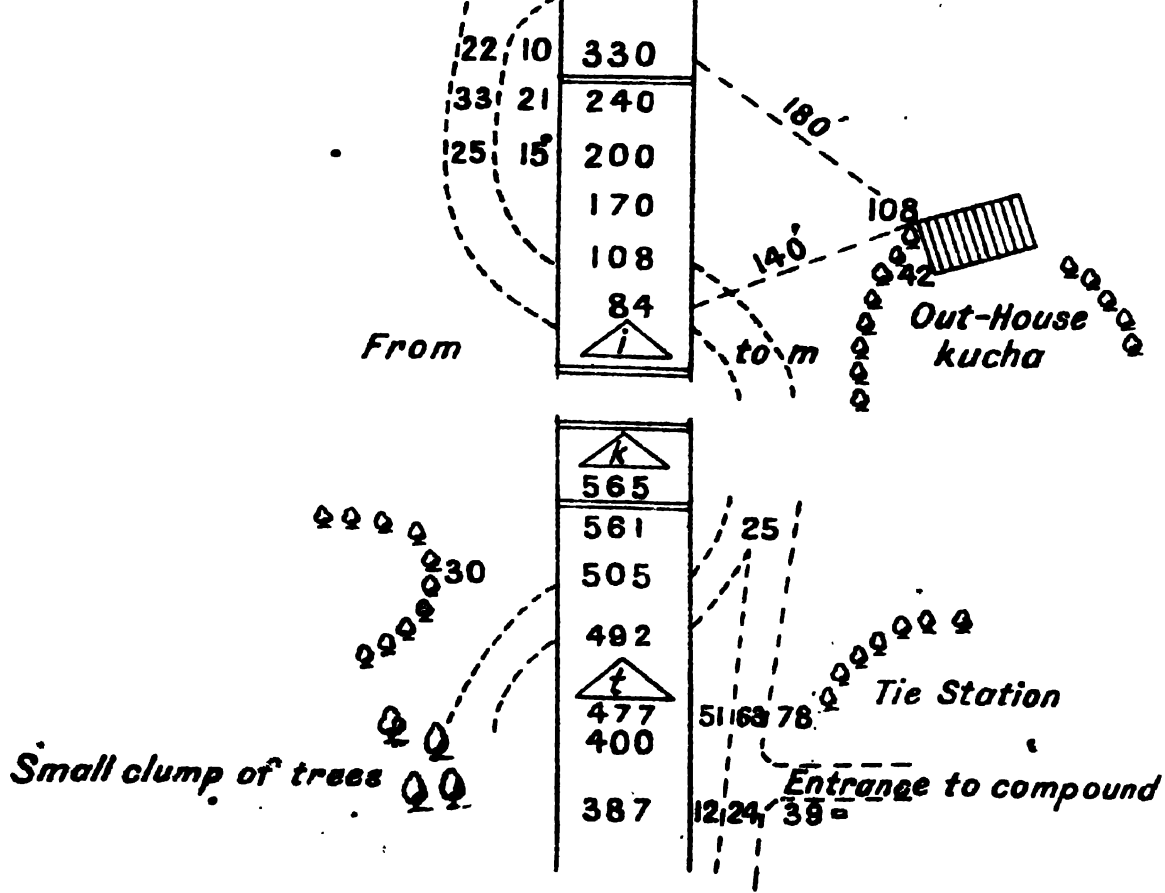 22 10 330
33 21 240
180'
25 15 200
170
108
108
140'
84
42
Out-House
kucha
From
i
to m
k
565
561
25
30
505
492
t
Tie Station
477 51 63 78
400
Small clump of trees
Entrance to compound
387 12 24 39